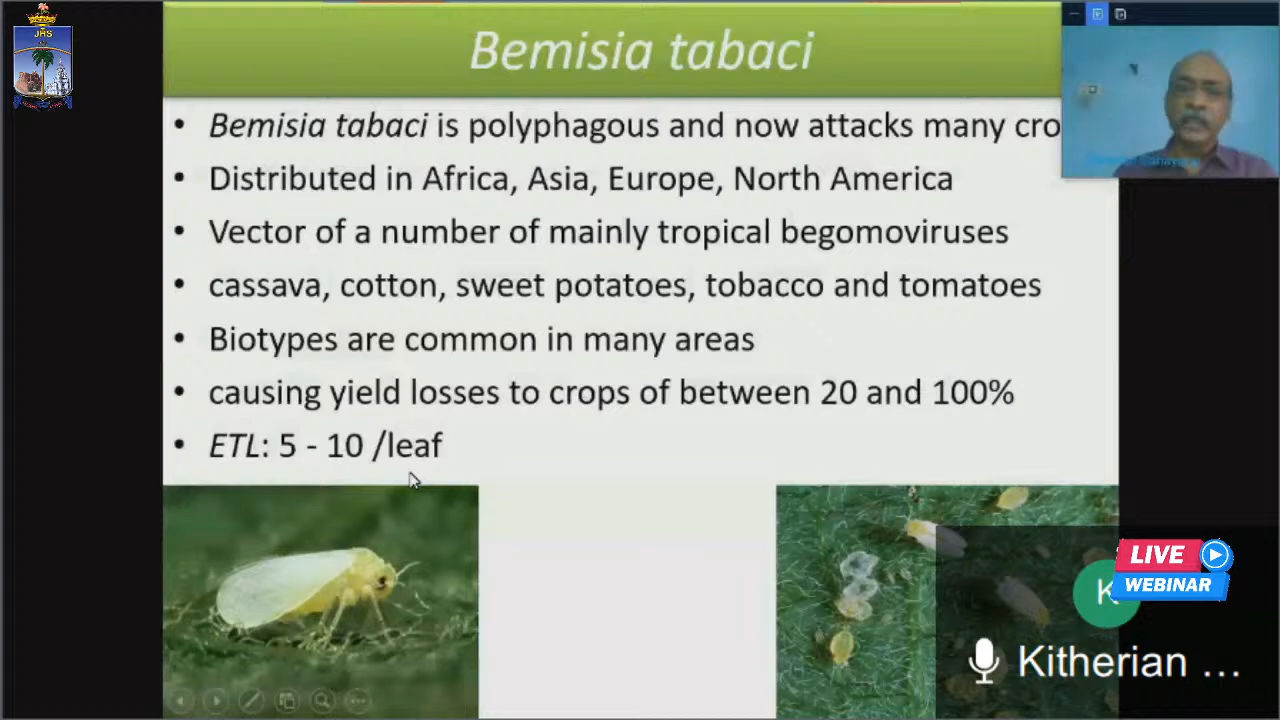 JHS
Bemisia tabaci
• Bemisia tabaci is polyphagous and now attacks many cro
• Distributed in Africa, Asia, Europe, North America
• Vector of a number of mainly tropical begomoviruses
• cassava, cotton, sweet potatoes, tobacco and tomatoes
• Biotypes are common in many areas
• causing yield losses to crops of between 20 and 100%
• ETL: 5 - 10 /leaf
LIVE
WEBINAR
K
Kitherian ...